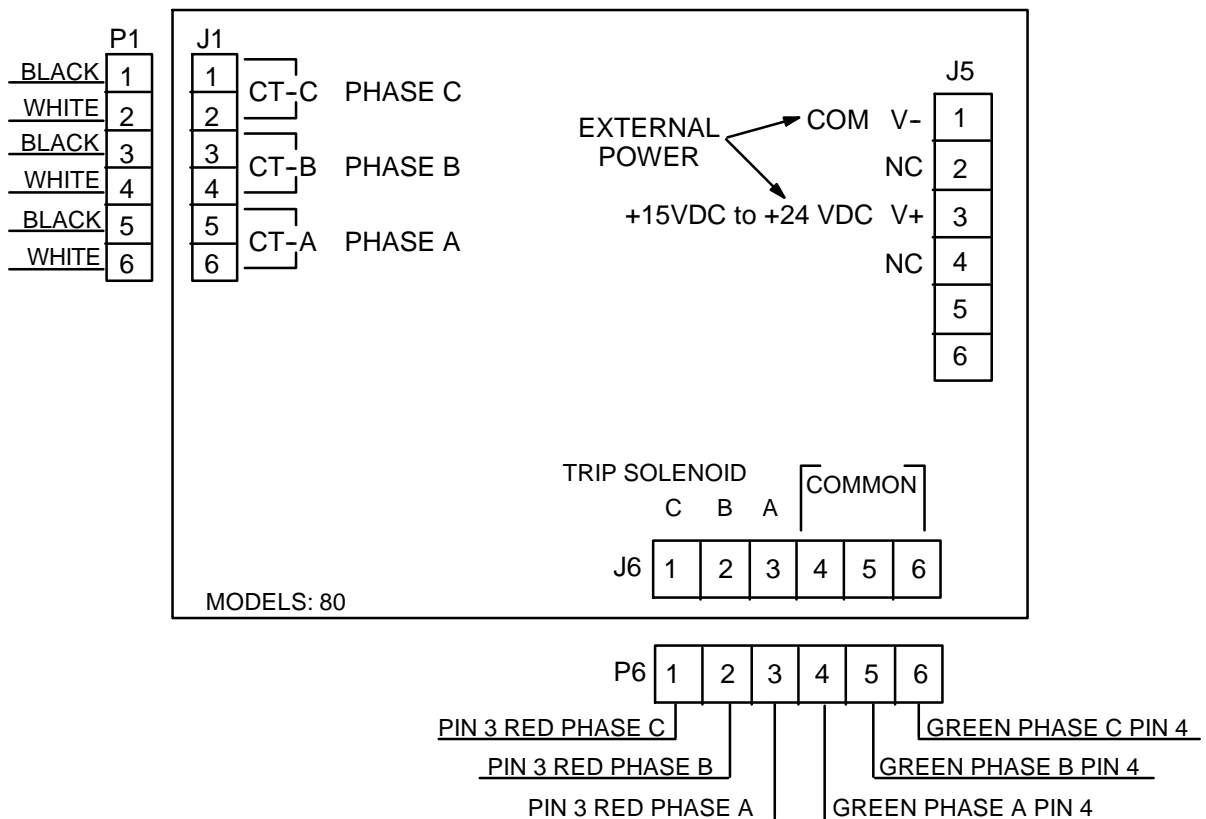 P1
BLACK 1
WHITE 2
BLACK 3
WHITE 4
BLACK 5
WHITE 6
J1
1
2
3
4
5
6
CT-C PHASE C
CT-B PHASE B
CT-A PHASE A
EXTERNAL
POWER
COM V-
NC
+15VDC to +24 VDC V+
NC
J5
1
2
3
4
5
6
TRIP SOLENOID
C B A
COMMON
J6 1 2 3 4 5 6
MODELS: 80
P6 1 2 3 4 5 6
PIN 3 RED PHASE C
GREEN PHASE C PIN 4
PIN 3 RED PHASE B
GREEN PHASE B PIN 4
PIN 3 RED PHASE A
GREEN PHASE A PIN 4